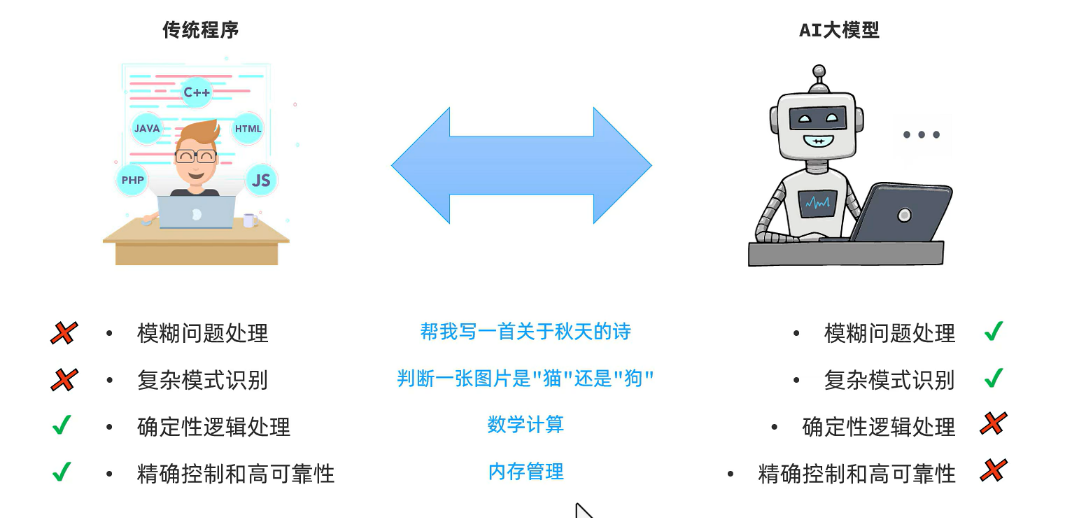 传统程序
AI大模型
C++
JAVA
HTML
PHP
JS
模糊问题处理
帮我写一首关于秋天的诗
模糊问题处理
复杂模式识别
判断一张图片是"猫"还是"狗"
复杂模式识别
确定性逻辑处理
数学计算
确定性逻辑处理
精确控制和高可靠性
内存管理
精确控制和高可靠性